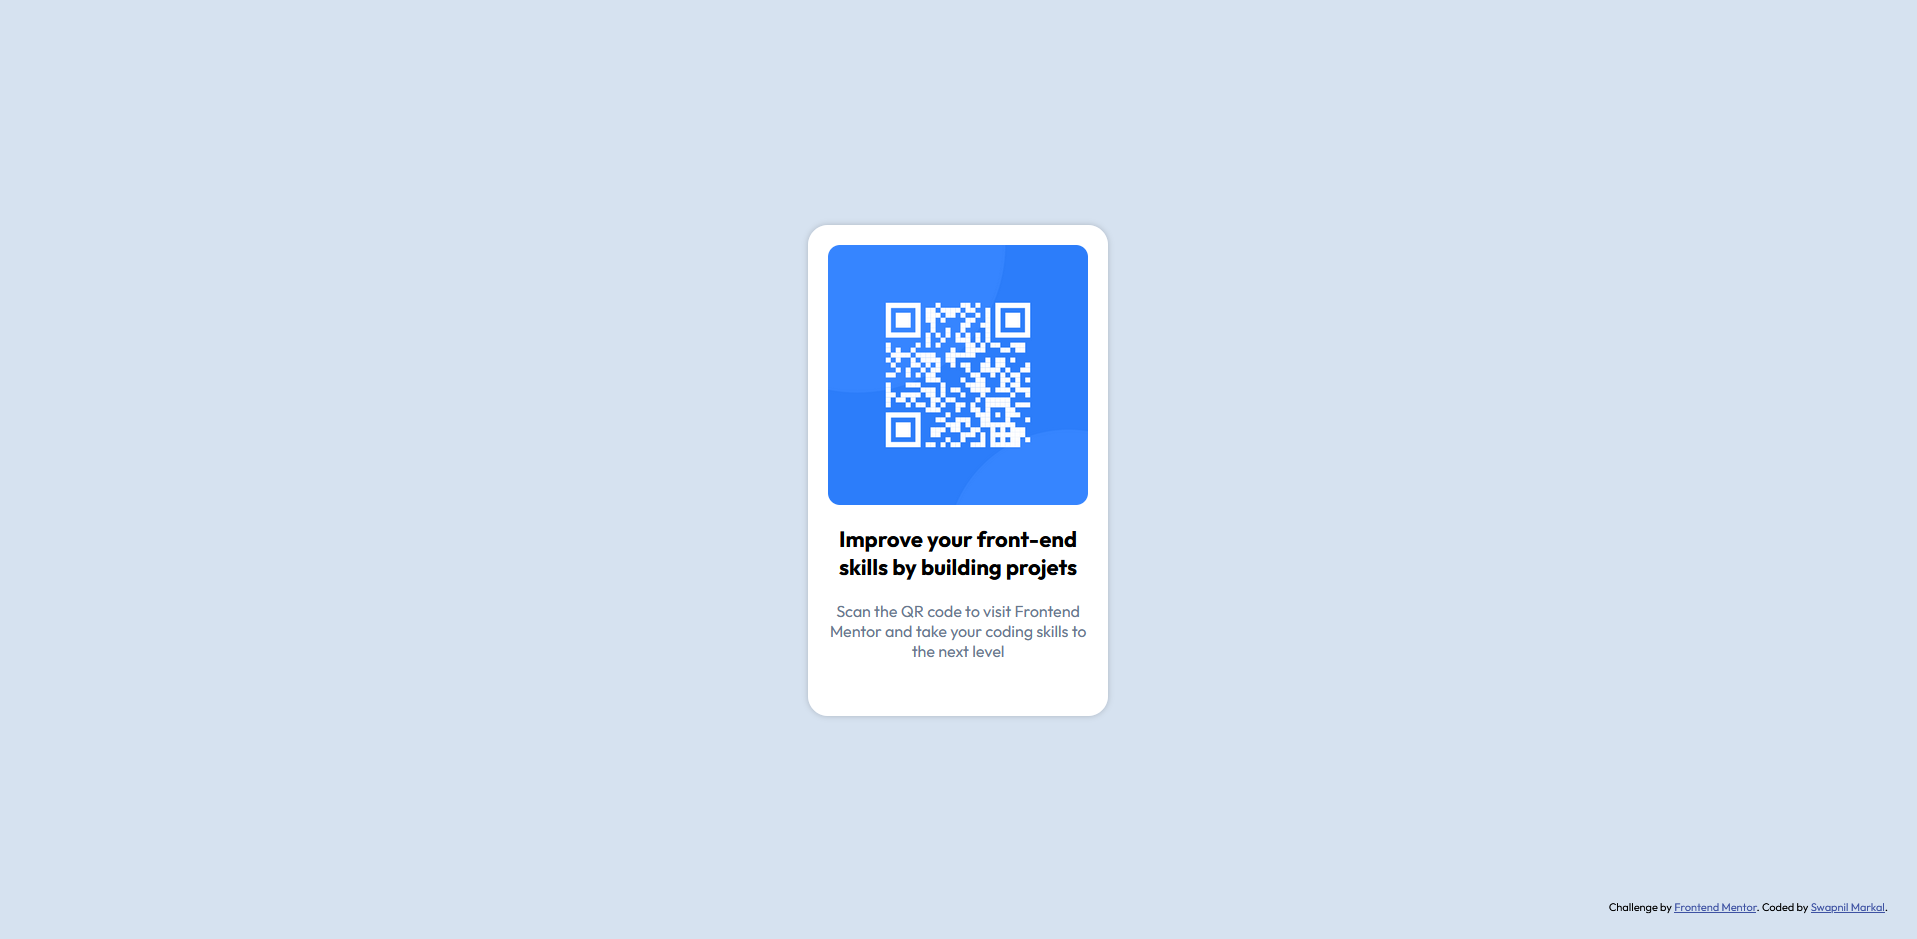 Improve your front-end
skills by building projets
Scan the QR code to visit Frontend
Mentor and take your coding skills to
the next level
Challenge by Frontend Mentor. Coded by Swapnil Markal.